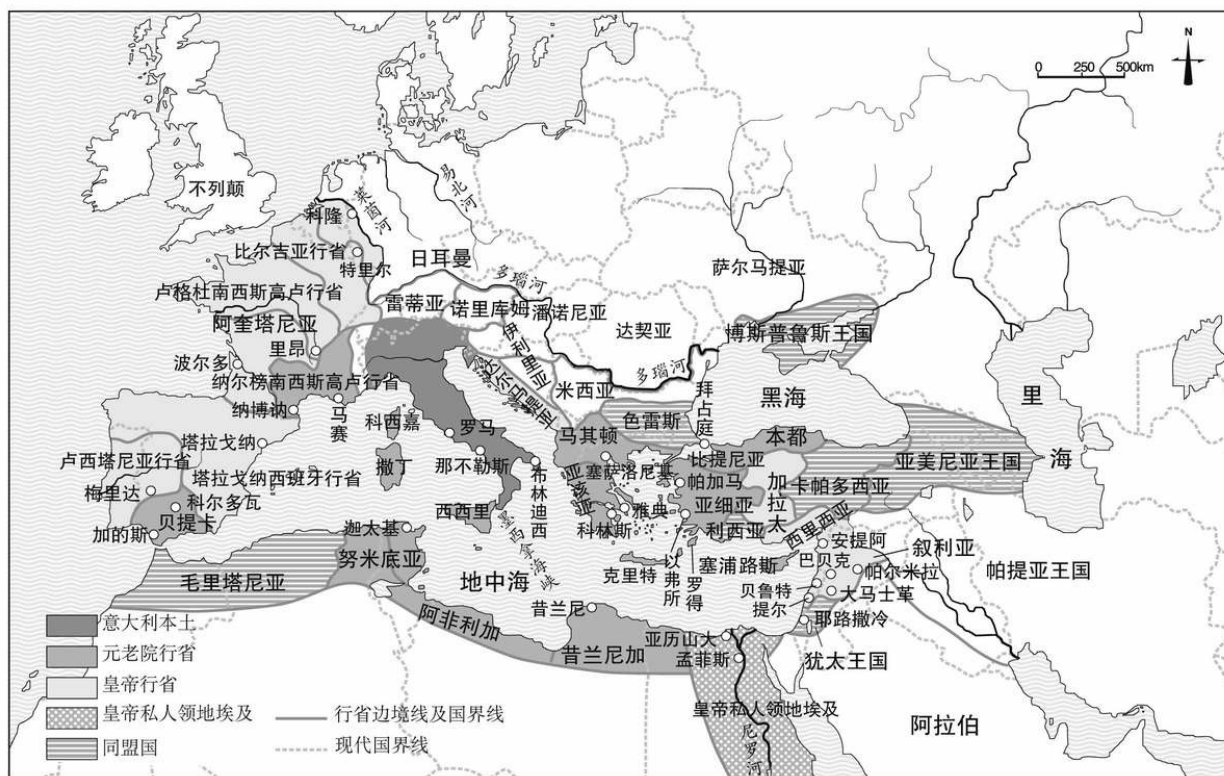 N
0 250 500km
不列颠
莱茵河
易北河
科隆
比尔吉亚行省
特里尔
日耳曼
卢格杜南西斯高卢行省
多瑙河
萨尔马提亚
雷蒂亚
诺里库姆
潘诺尼亚
伊利里亚
达契亚
阿奎塔尼亚
里昂
波尔多
博斯普鲁斯王国
纳尔榜南西斯高卢行省
达尔马提亚
米西亚
多瑙河
拜占庭
黑海
里海
纳博讷
马赛
科西嘉
罗马
色雷斯
马其顿
本都
塔拉戈纳
卢西塔尼亚行省
撒丁
那不勒斯
布林迪西
塞萨洛尼基
比提尼亚
帕加马
亚美尼亚王国
塔拉戈纳西班牙行省
梅里达
科尔多瓦
贝提卡
加的斯
亚细亚
加拉太
卡帕多西亚
西西里
墨西拿海峡
雅典
科林斯
利西亚
西里西亚
迦太基
努米底亚
毛里塔尼亚
地中海
克里特
以弗所
罗得
塞浦路斯
安提阿
巴贝克
叙利亚
帕尔米拉
帕提亚王国
贝鲁特
提尔
大马士革
耶路撒冷
昔兰尼
阿非利加
昔兰尼加
亚历山大
孟菲斯
犹太王国
皇帝私人领地埃及
尼罗河
阿拉伯
意大利本土
元老院行省
皇帝行省
皇帝私人领地埃及
同盟国
行省边境线及国界线
现代国界线